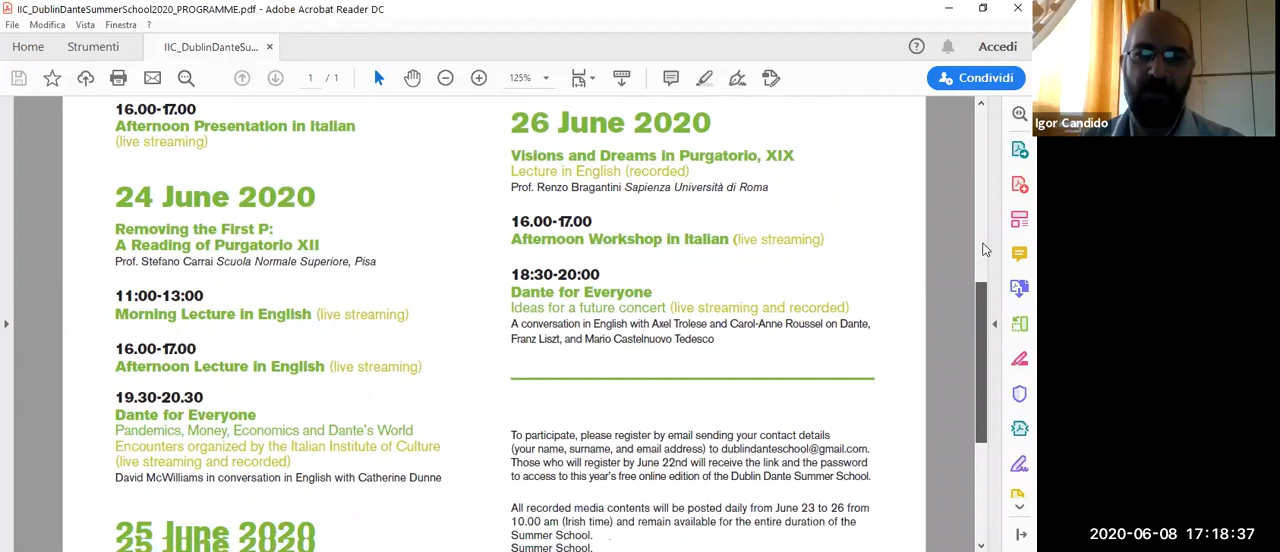 IIC_DublinDanteSummerSchool2020_PROGRAMME.pdf - Adobe Acrobat Reader DC
File Modifica Vista Finestra ?
Home Strumenti IIC_DublinDanteSu... × ? Accedi
1 / 1 125% Condividi
16.00-17.00
Afternoon Presentation in Italian
(live streaming)
24 June 2020
Removing the First P:
A Reading of Purgatorio XII
Prof. Stefano Carrai Scuola Normale Superiore, Pisa
11:00-13:00
Morning Lecture in English (live streaming)
16.00-17.00
Afternoon Lecture in English (live streaming)
19.30-20.30
Dante for Everyone
Pandemics, Money, Economics and Dante's World
Encounters organized by the Italian Institute of Culture
(live streaming and recorded)
David McWilliams in conversation in English with Catherine Dunne
25 June 2020
25 June 2020
26 June 2020
Visions and Dreams in Purgatorio, XIX
Lecture in English (recorded)
Prof. Renzo Bragantini Sapienza Università di Roma
16.00-17.00
Afternoon Workshop in Italian (live streaming)
18:30-20:00
Dante for Everyone
Ideas for a future concert (live streaming and recorded)
A conversation in English with Axel Trolese and Carol-Anne Roussel on Dante,
Franz Liszt, and Mario Castelnuovo Tedesco
To participate, please register by email sending your contact details
(your name, surname, and email address) to dublindanteschool@gmail.com.
Those who will register by June 22nd will receive the link and the password
to access to this year's free online edition of the Dublin Dante Summer School.
All recorded media contents will be posted daily from June 23 to 26 from
10.00 am (Irish time) and remain available for the entire duration of the
Summer School.
Summer School.
Igor Candido
2020-06-08 17:18:37